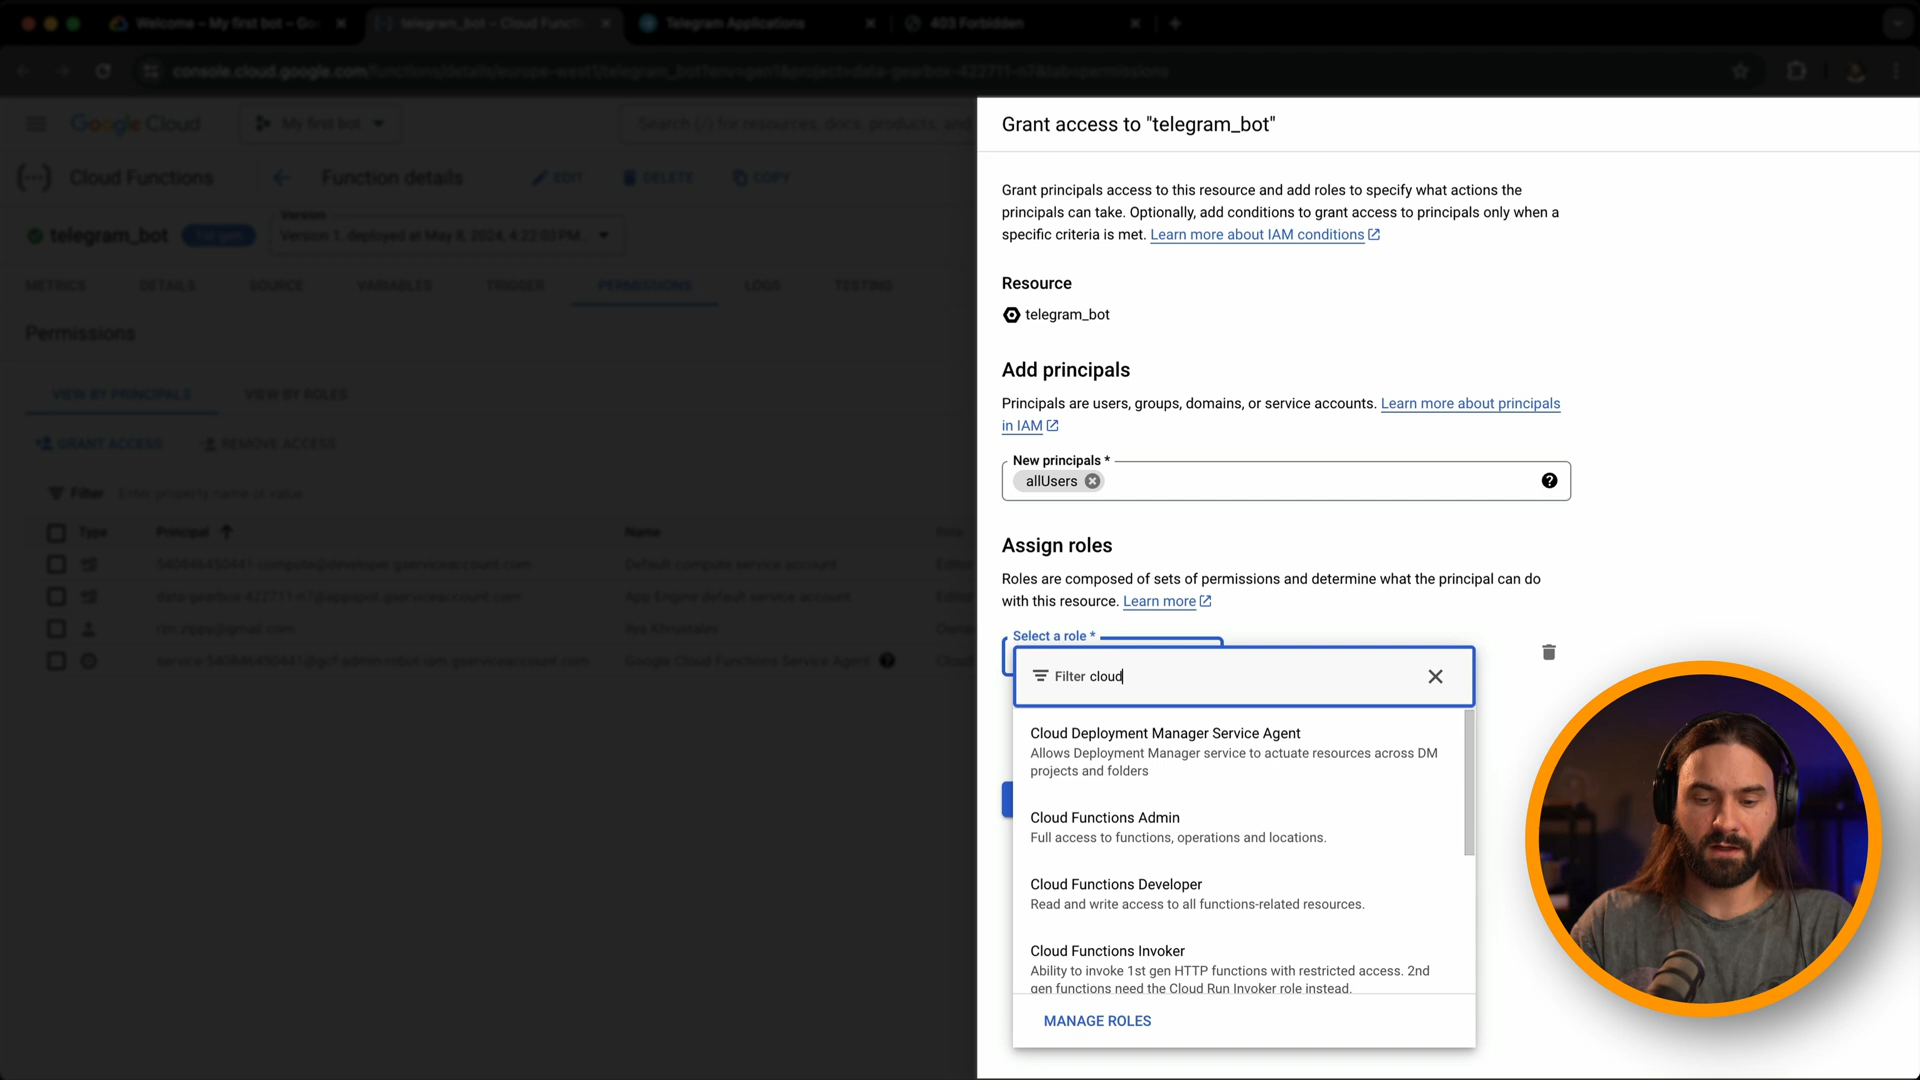 Welcome – My first bot – Go
telegram_bot – Cloud Functi
Telegram Applications
403 Forbidden
console.cloud.google.com/functions/details/europe-west1/telegram_bot?env=gen1&project=data-gearbox-422711-n7&tab=permissions
Google Cloud
My first bot
Search (/) for resources, docs, products, and
Cloud Functions
Function details
EDIT
DELETE
COPY
telegram_bot
1st gen
Version
Version 1, deployed at May 8, 2024, 4:22:03 PM...
METRICS
DETAILS
SOURCE
VARIABLES
TRIGGER
PERMISSIONS
LOGS
TESTING
Permissions
VIEW BY PRINCIPALS
VIEW BY ROLES
GRANT ACCESS
REMOVE ACCESS
Filter Enter property name or value
Type Principal Name Role
540846450441-compute@developer.gserviceaccount.com Default compute service account Editor
data-gearbox-422711-n7@appspot.gserviceaccount.com App Engine default service account Editor
Ilya Khrustalev Owner
service-540846450441@gcf-admin-robot.iam.gserviceaccount.com Google Cloud Functions Service Agent Cloud
Grant access to "telegram_bot"
Grant principals access to this resource and add roles to specify what actions the
principals can take. Optionally, add conditions to grant access to principals only when a
specific criteria is met. Learn more about IAM conditions
Resource
telegram_bot
Add principals
Principals are users, groups, domains, or service accounts. Learn more about principals
in IAM
New principals *
allUsers
Assign roles
Roles are composed of sets of permissions and determine what the principal can do
with this resource. Learn more
Select a role *
Filter cloud
Cloud Deployment Manager Service Agent
Allows Deployment Manager service to actuate resources across DM
projects and folders
Cloud Functions Admin
Full access to functions, operations and locations.
Cloud Functions Developer
Read and write access to all functions-related resources.
Cloud Functions Invoker
Ability to invoke 1st gen HTTP functions with restricted access. 2nd
gen functions need the Cloud Run Invoker role instead.
MANAGE ROLES